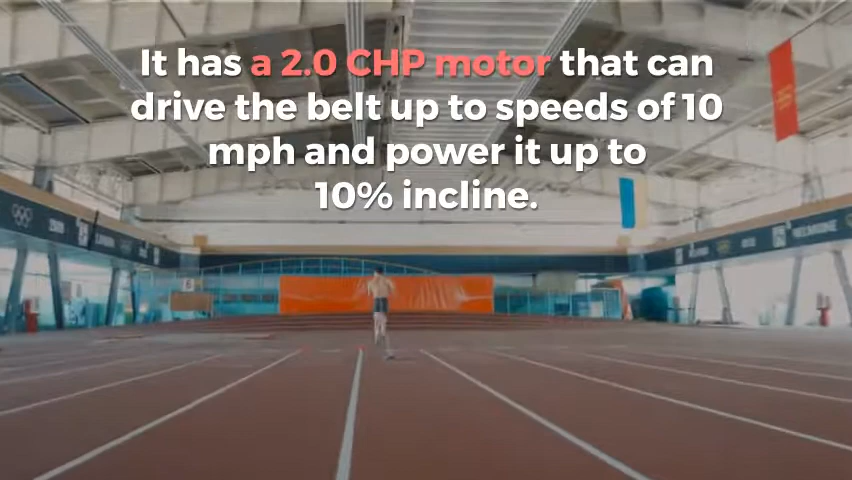 It has a 2.0 CHP motor that can
drive the belt up to speeds of 10
mph and power it up to
10% incline.